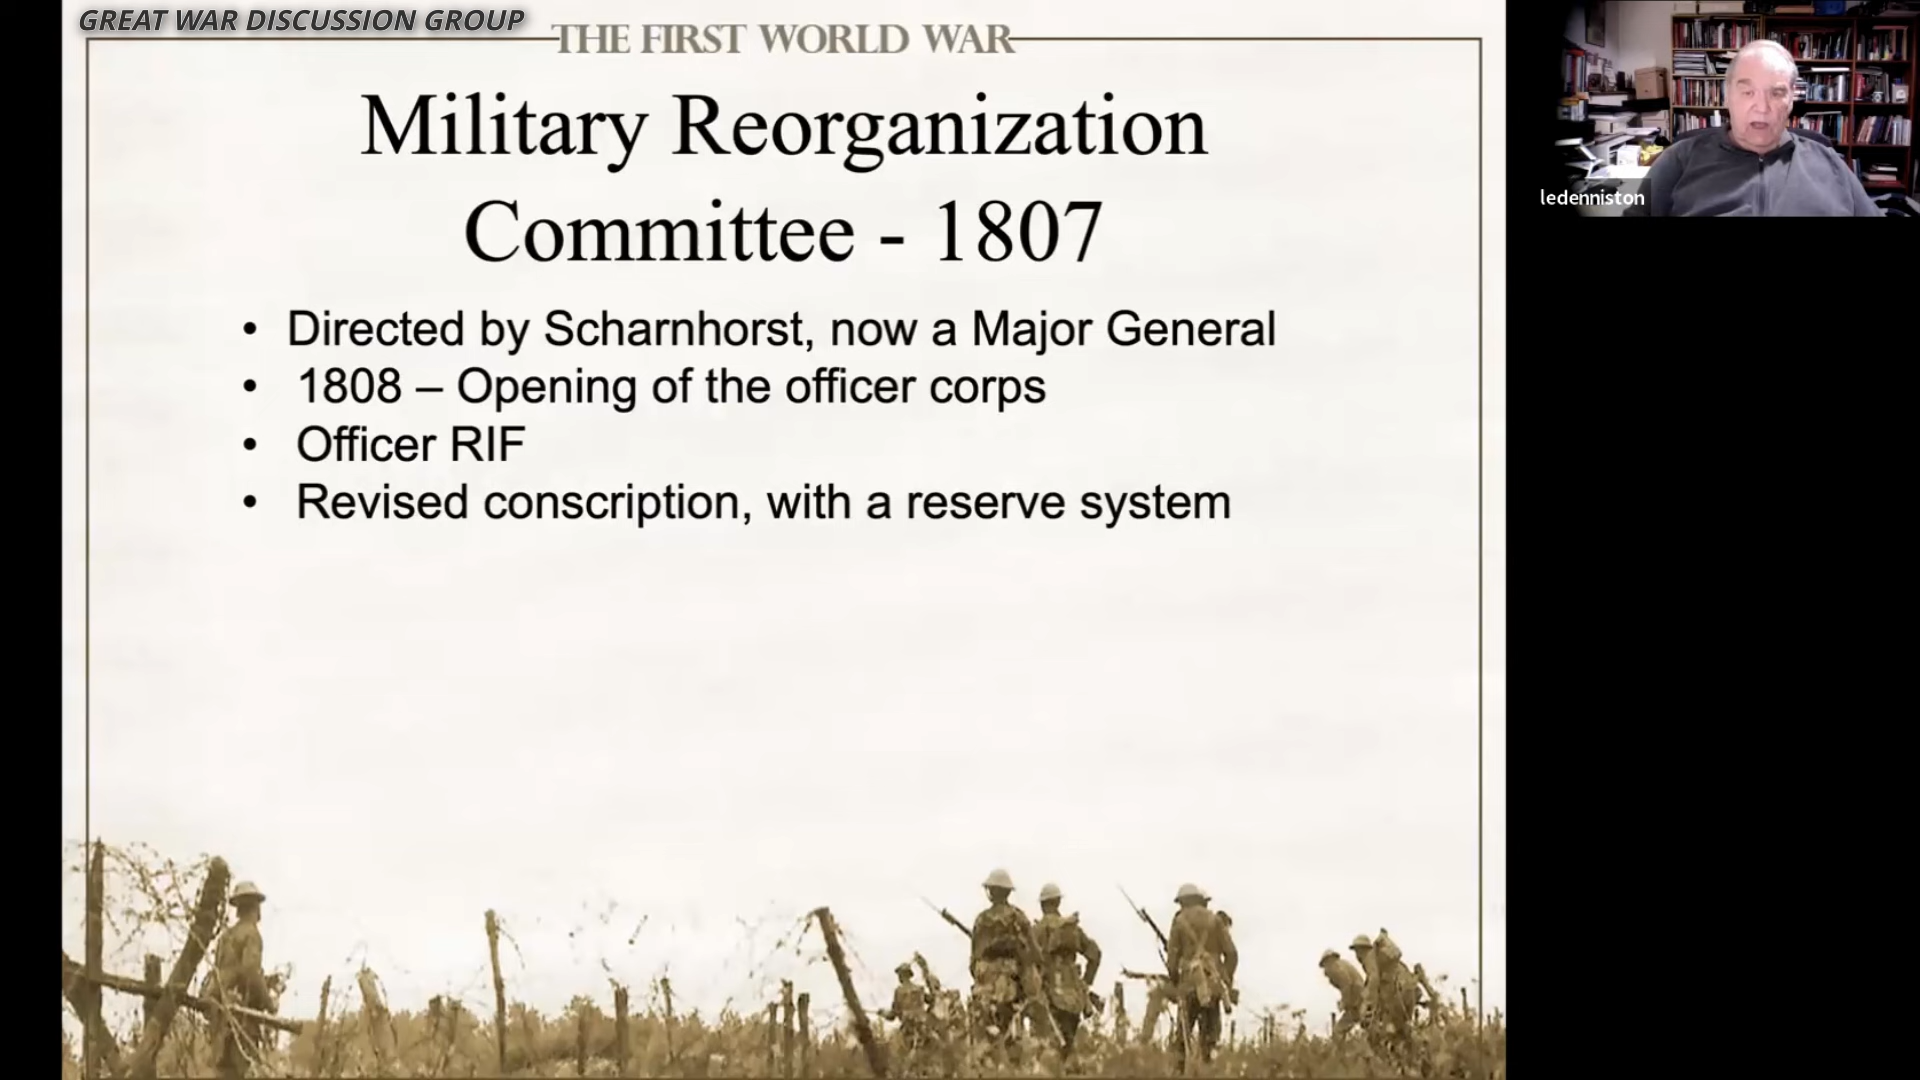 GREAT WAR DISCUSSION GROUP
THE FIRST WORLD WAR
Military Reorganization
Committee - 1807
• Directed by Scharnhorst, now a Major General
• 1808 – Opening of the officer corps
• Officer RIF
• Revised conscription, with a reserve system
ledenniston